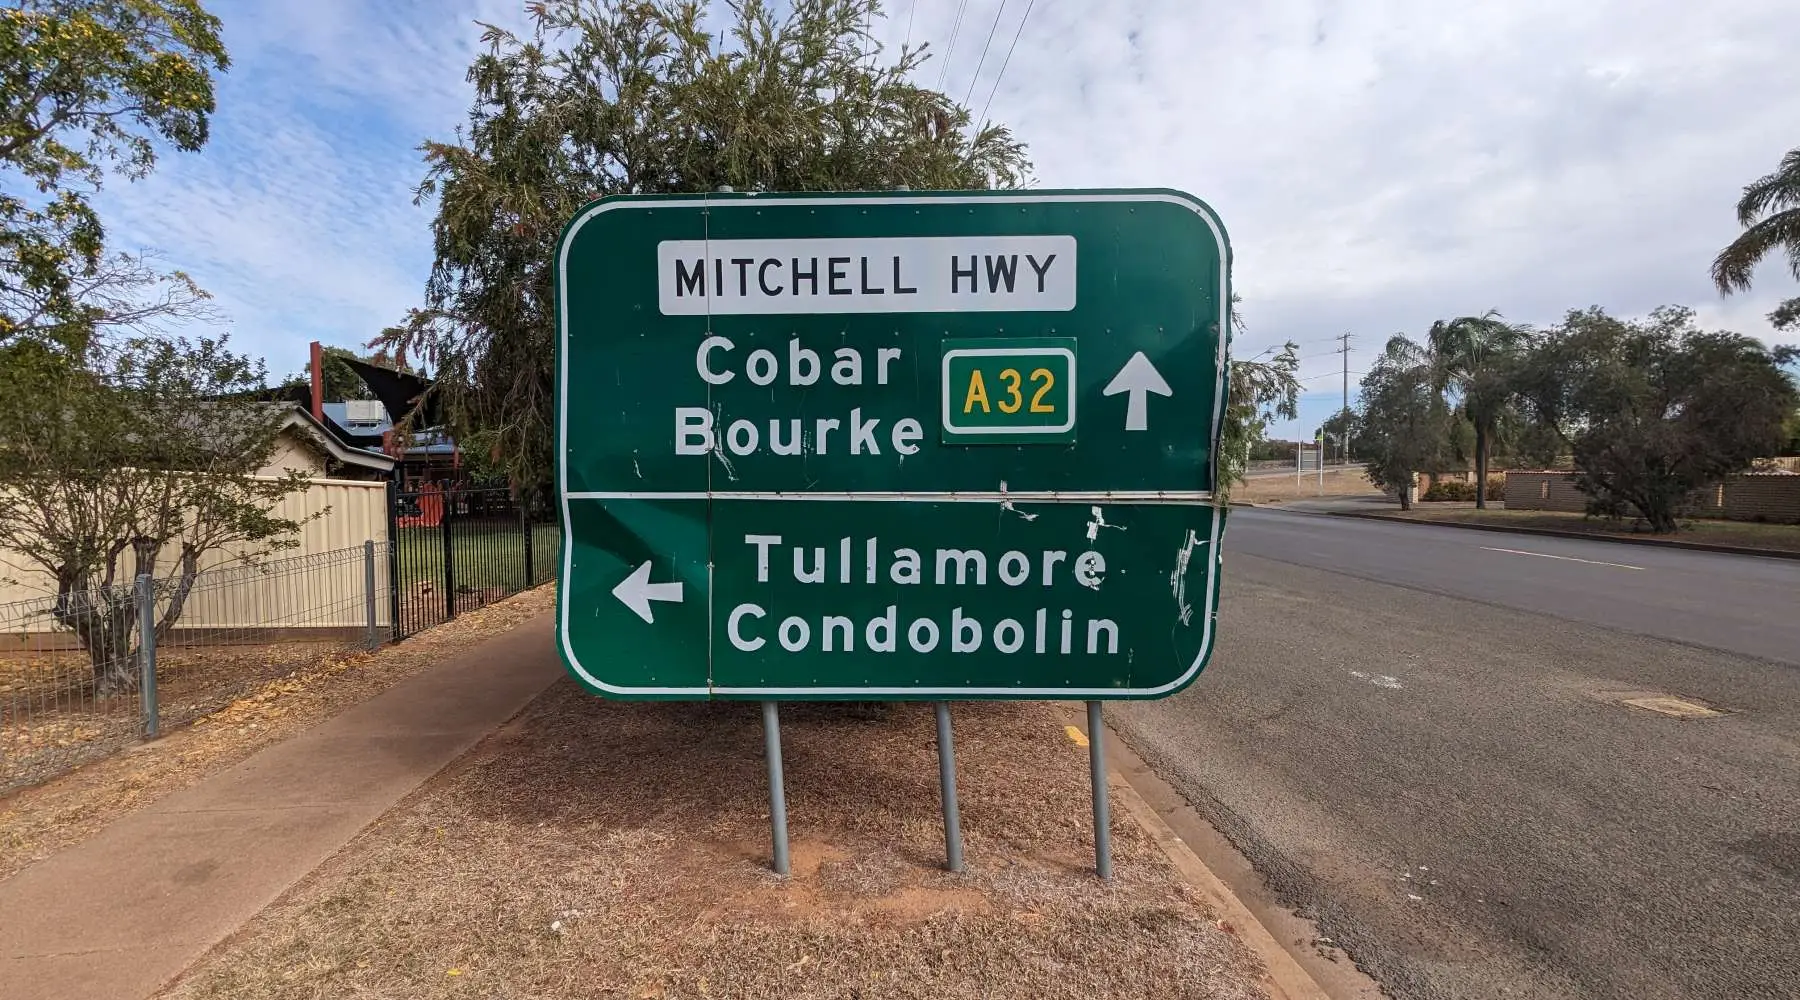 MITCHELL HWY
Cobar
Bourke
A32
Tullamore
Condobolin